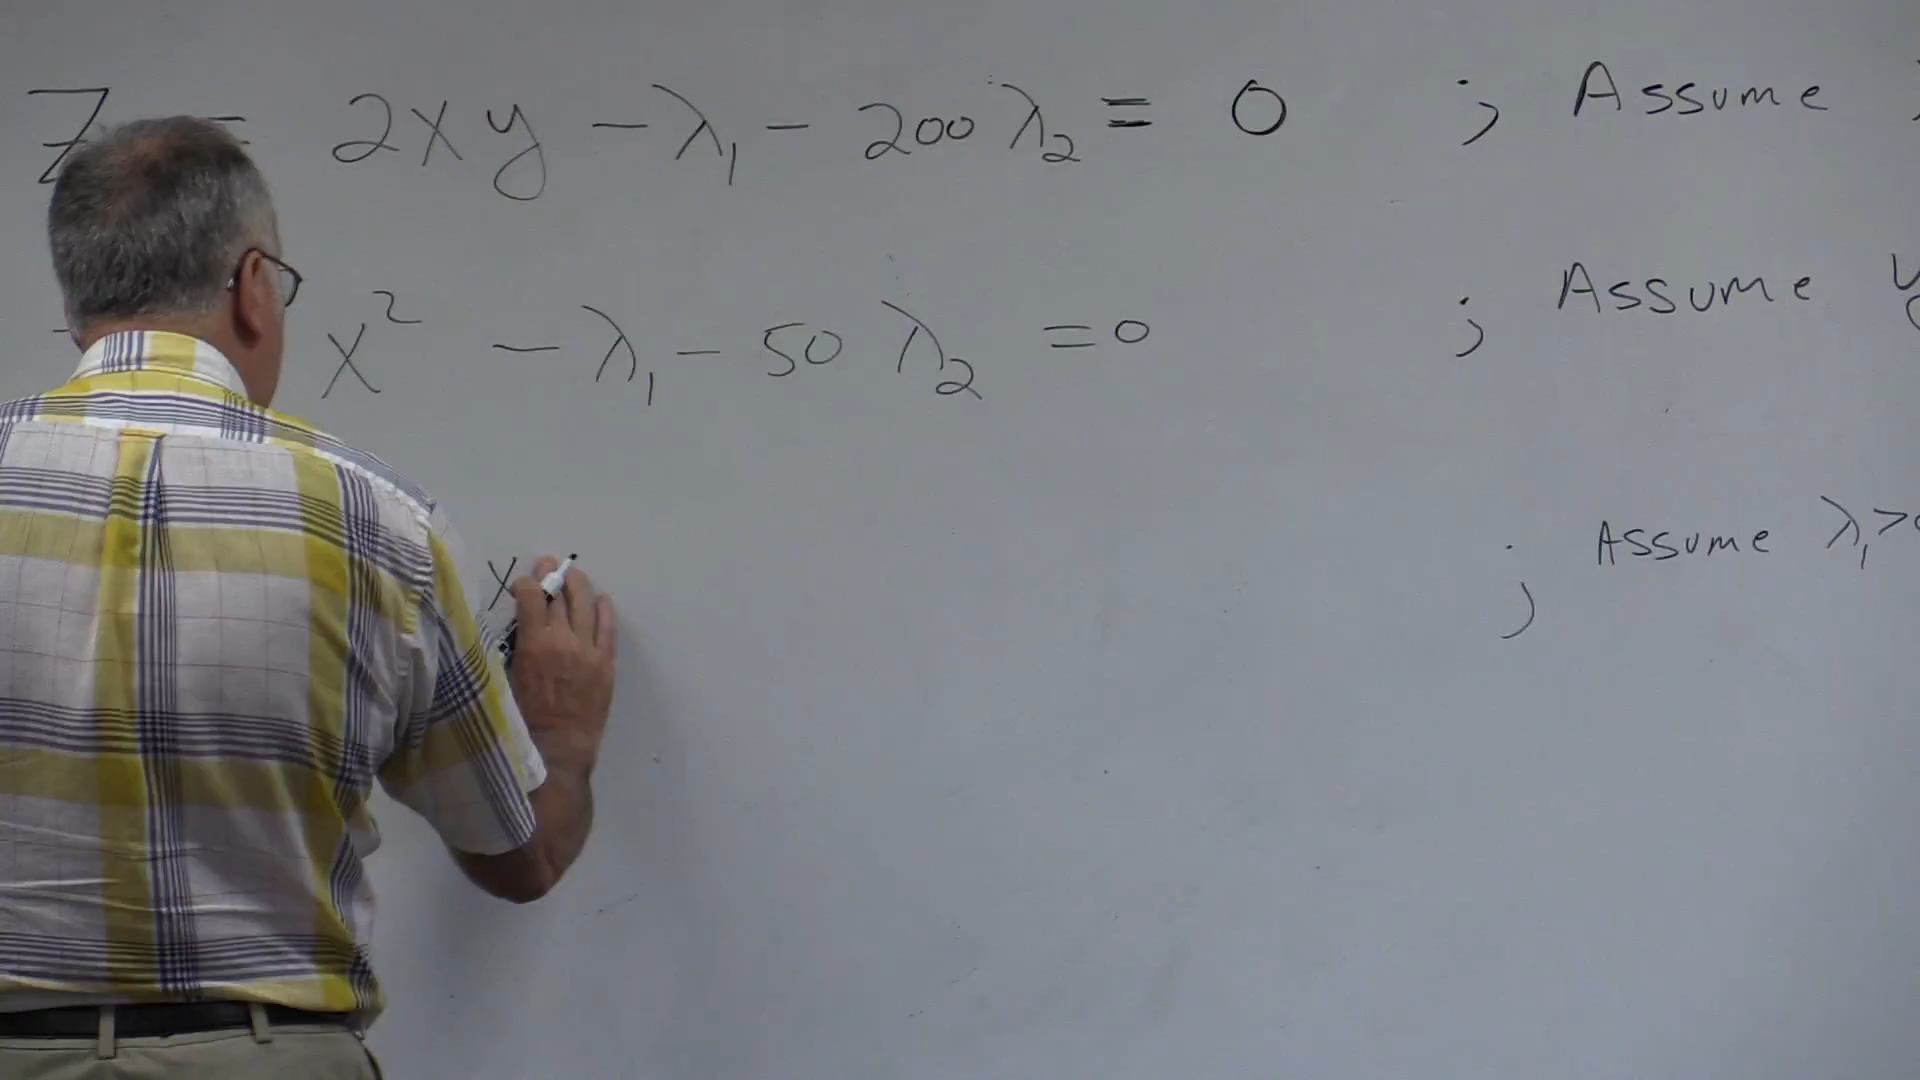 Z = 2xy - λ₁ - 200 λ₂ = 0 ; Assume
x² - λ₁ - 50 λ₂ = 0 ; Assume y
x ; Assume λ₁ >